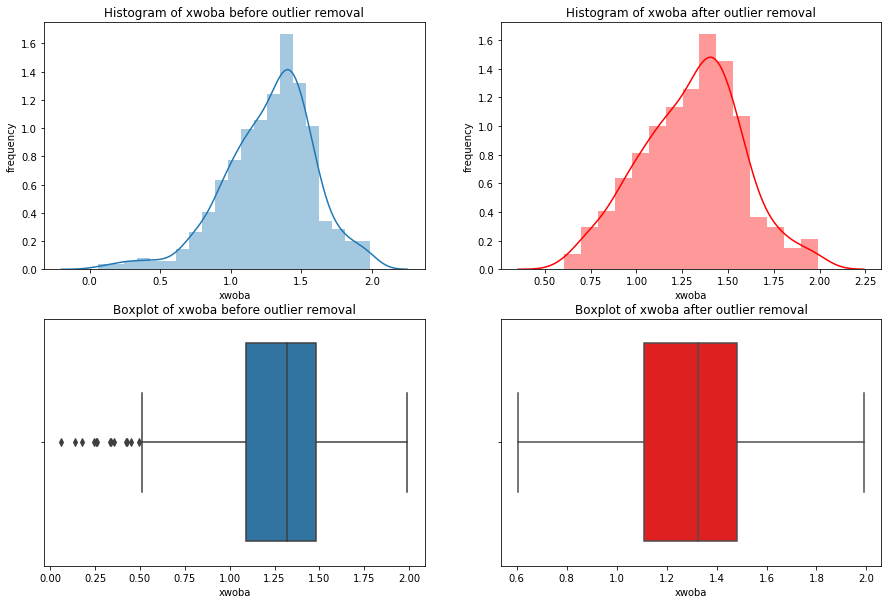 Histogram of xwoba before outlier removal
frequency
1.6
1.4
1.2
1.0
0.8
0.6
0.4
0.2
0.0
0.0 0.5 1.0 1.5 2.0
xwoba
Histogram of xwoba after outlier removal
frequency
1.6
1.4
1.2
1.0
0.8
0.6
0.4
0.2
0.0
0.50 0.75 1.00 1.25 1.50 1.75 2.00 2.25
xwoba
Boxplot of xwoba before outlier removal
0.00 0.25 0.50 0.75 1.00 1.25 1.50 1.75 2.00
xwoba
Boxplot of xwoba after outlier removal
0.6 0.8 1.0 1.2 1.4 1.6 1.8 2.0
xwoba